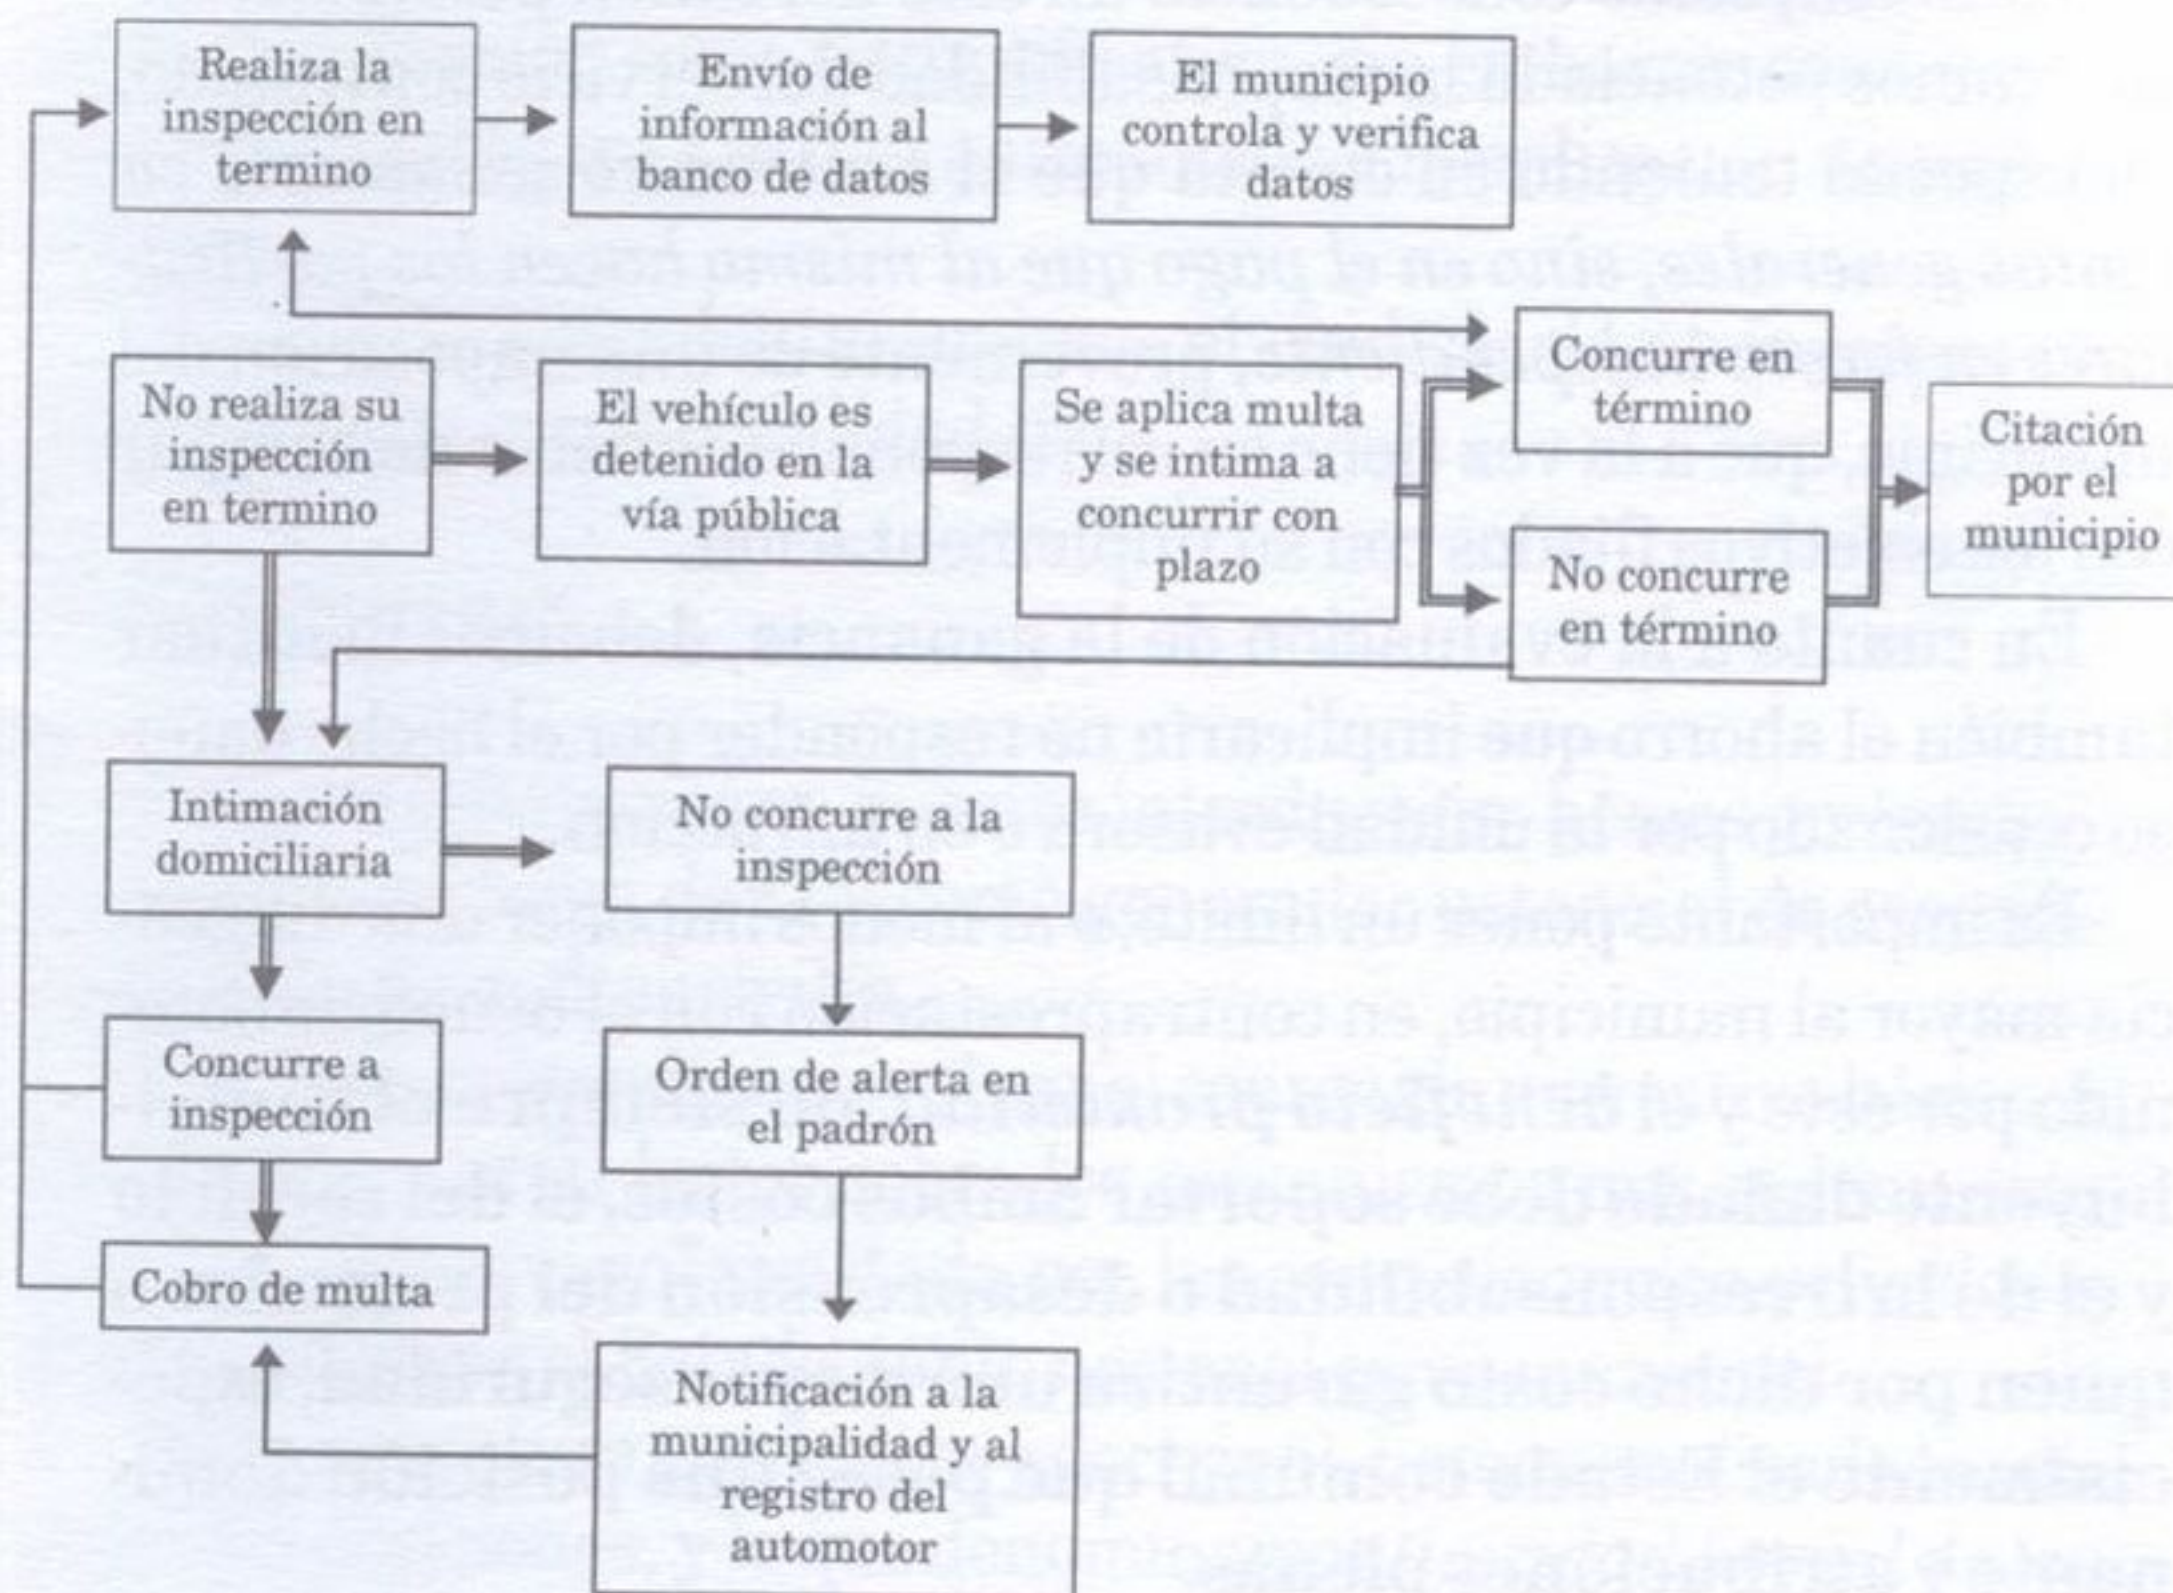 Realiza la
inspección en
termino
Envío de
información al
banco de datos
El municipio
controla y verifica
datos
No realiza su
inspección
en termino
El vehículo es
detenido en la
vía pública
Se aplica multa
y se intima a
concurrir con
plazo
Concurre en
término
No concurre
en término
Citación
por el
municipio
Intimación
domiciliaria
No concurre a la
inspección
Concurre a
inspección
Orden de alerta en
el padrón
Cobro de multa
Notificación a la
municipalidad y al
registro del
automotor